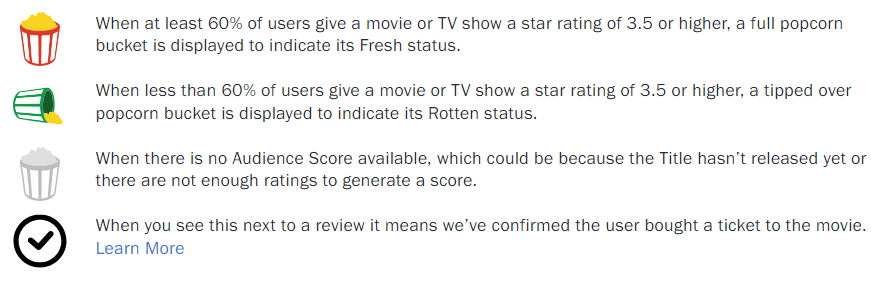 When at least 60% of users give a movie or TV show a star rating of 3.5 or higher, a full popcorn
bucket is displayed to indicate its Fresh status.
When less than 60% of users give a movie or TV show a star rating of 3.5 or higher, a tipped over
popcorn bucket is displayed to indicate its Rotten status.
When there is no Audience Score available, which could be because the Title hasn’t released yet or
there are not enough ratings to generate a score.
When you see this next to a review it means we’ve confirmed the user bought a ticket to the movie.
Learn More